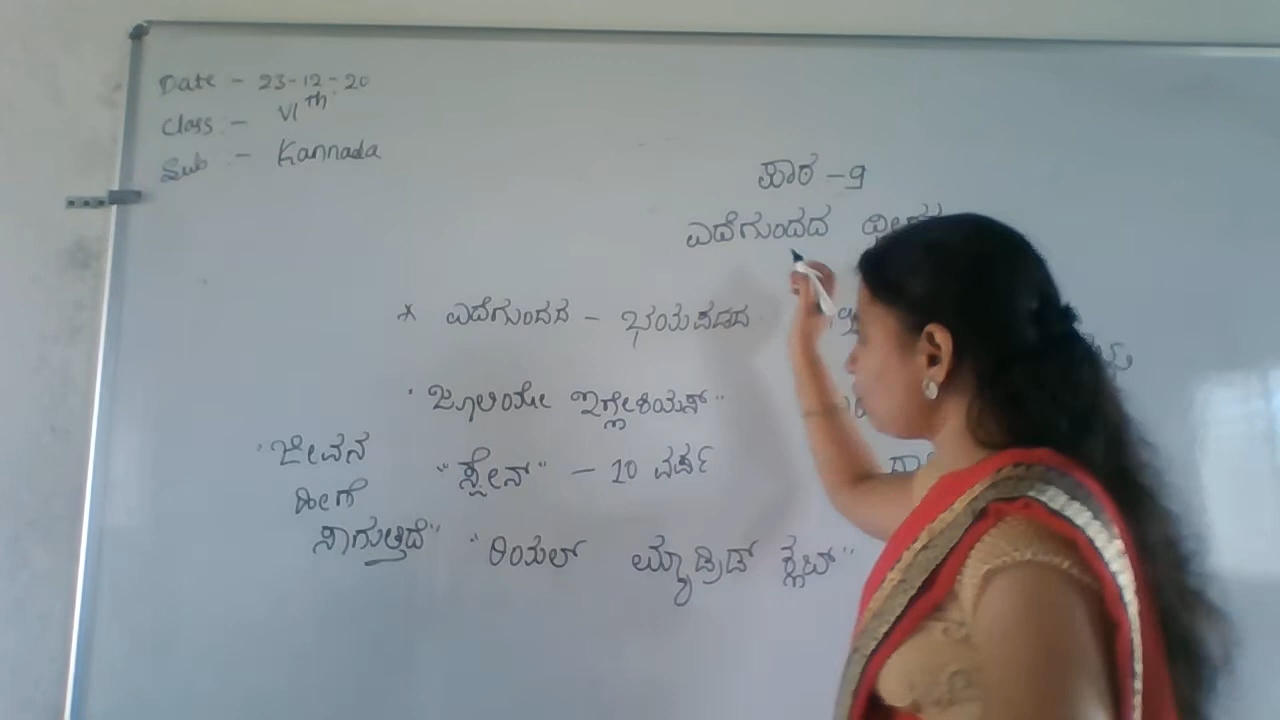 Date - 23-12-20
Class - VIth
Sub - Kannada
ಪಾಠ - 9
ಎದೆಗುಂದದ
* ಎದೆಗುಂದದ - ಭಯಪಡದ
"ಜೂಲಿಯೋ ಇಗ್ಲೇಶಿಯಸ್"
"ಸ್ಪೇನ್" - 10 ವರ್ಷ
"ಜೀವನ
ಹೀಗೆ
ಸಾಗುತ್ತದೆ"
"ರಿಯಲ್ ಮ್ಯಾಡ್ರಿಡ್ ಕ್ಲಬ್"